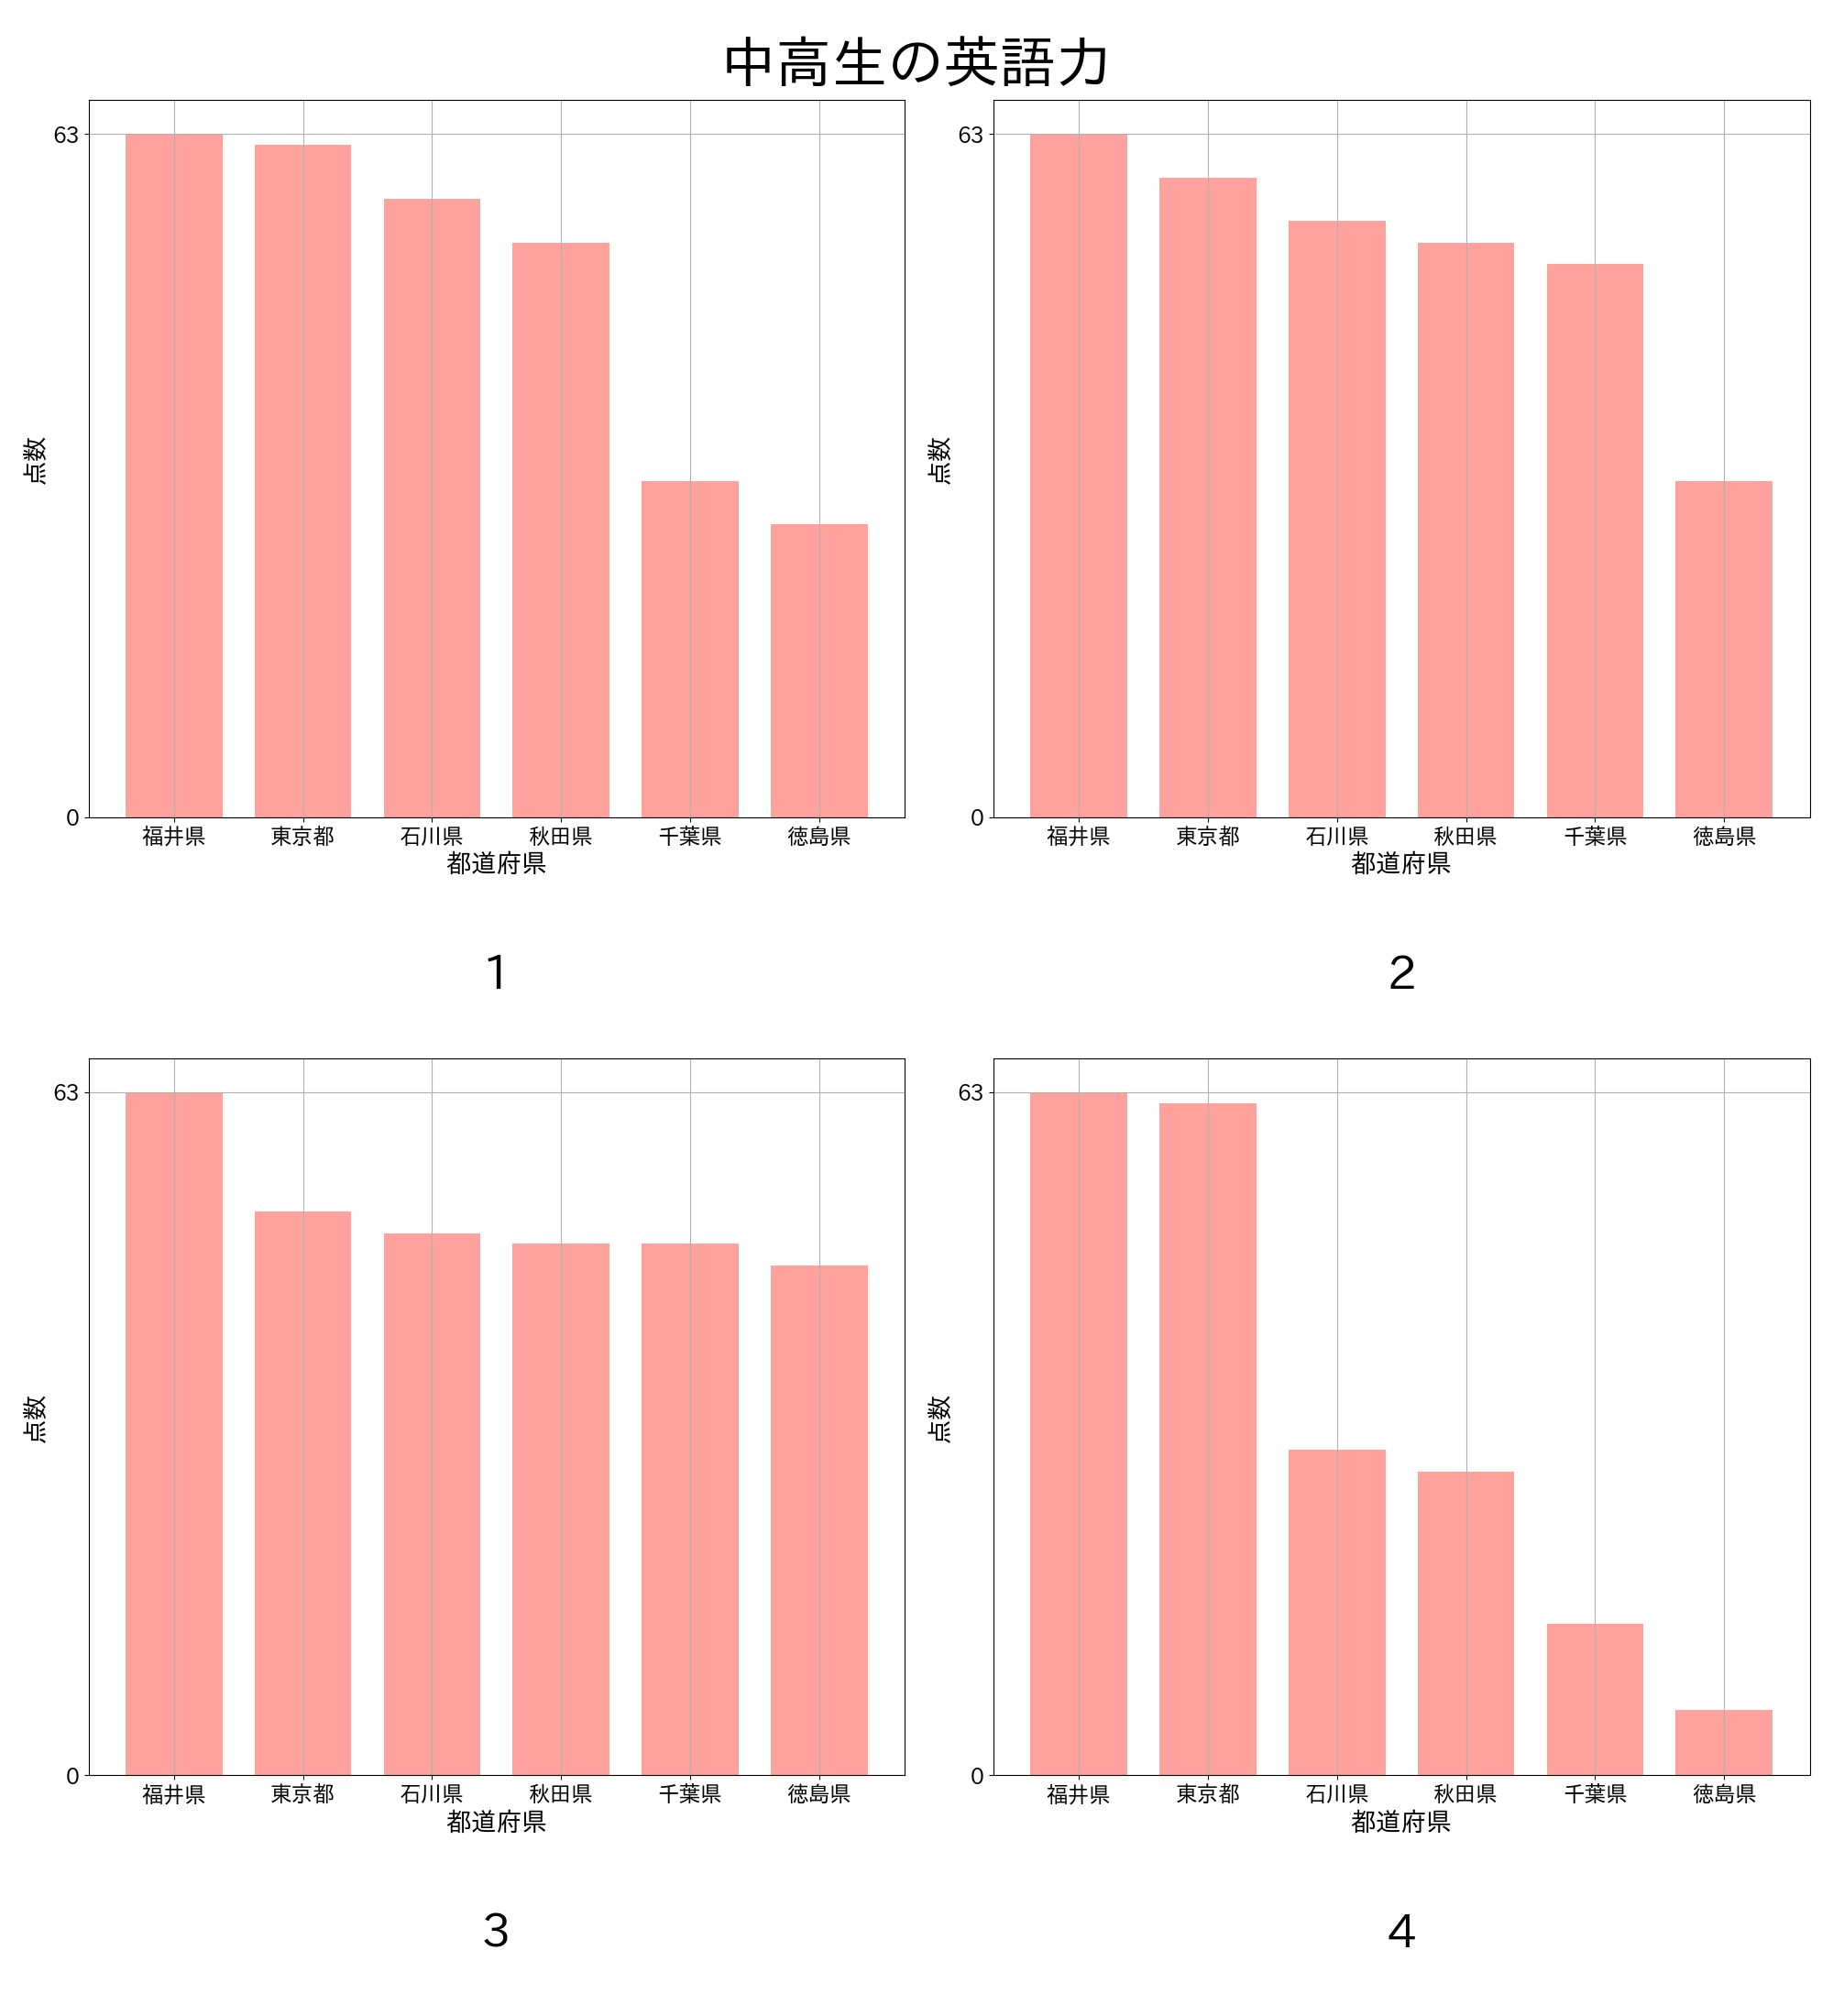 中高生の英語力
63
点数
0
福井県 東京都 石川県 秋田県 千葉県 徳島県
都道府県
1
63
点数
0
福井県 東京都 石川県 秋田県 千葉県 徳島県
都道府県
2
63
点数
0
福井県 東京都 石川県 秋田県 千葉県 徳島県
都道府県
3
63
点数
0
福井県 東京都 石川県 秋田県 千葉県 徳島県
都道府県
4